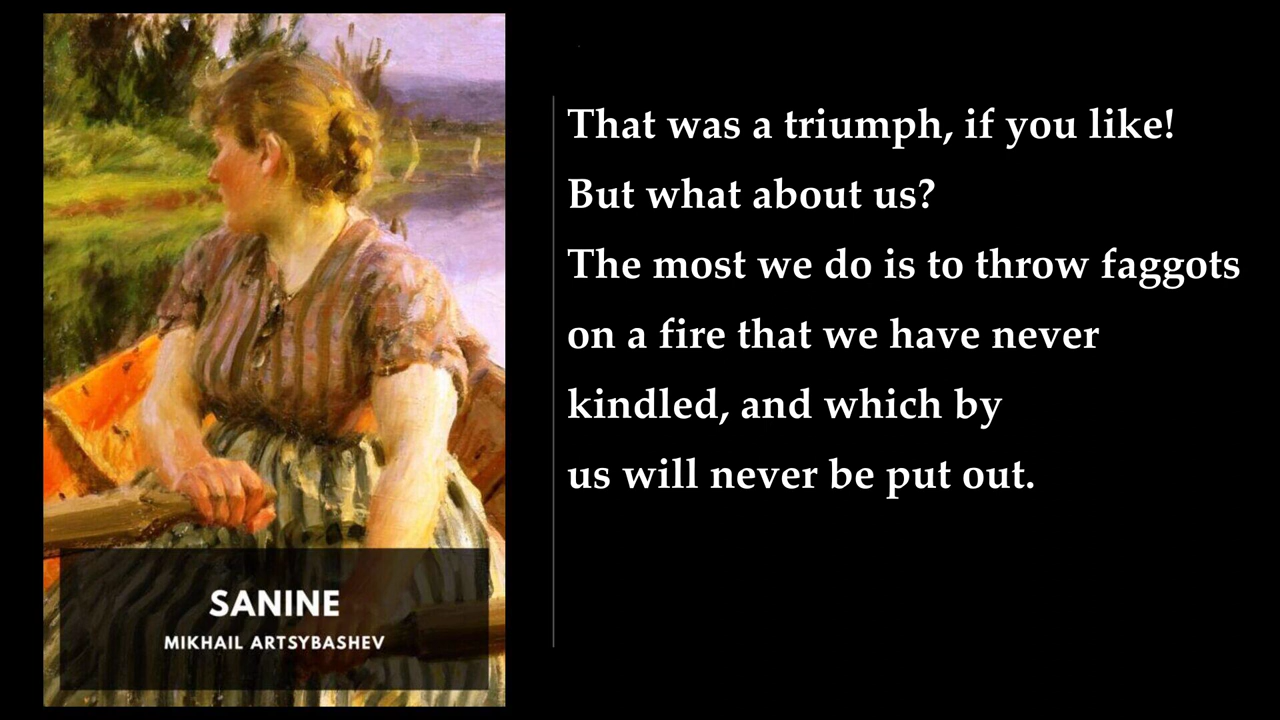 SANINE
MIKHAIL ARTSYBASHEV
That was a triumph, if you like!
But what about us?
The most we do is to throw faggots
on a fire that we have never
kindled, and which by
us will never be put out.